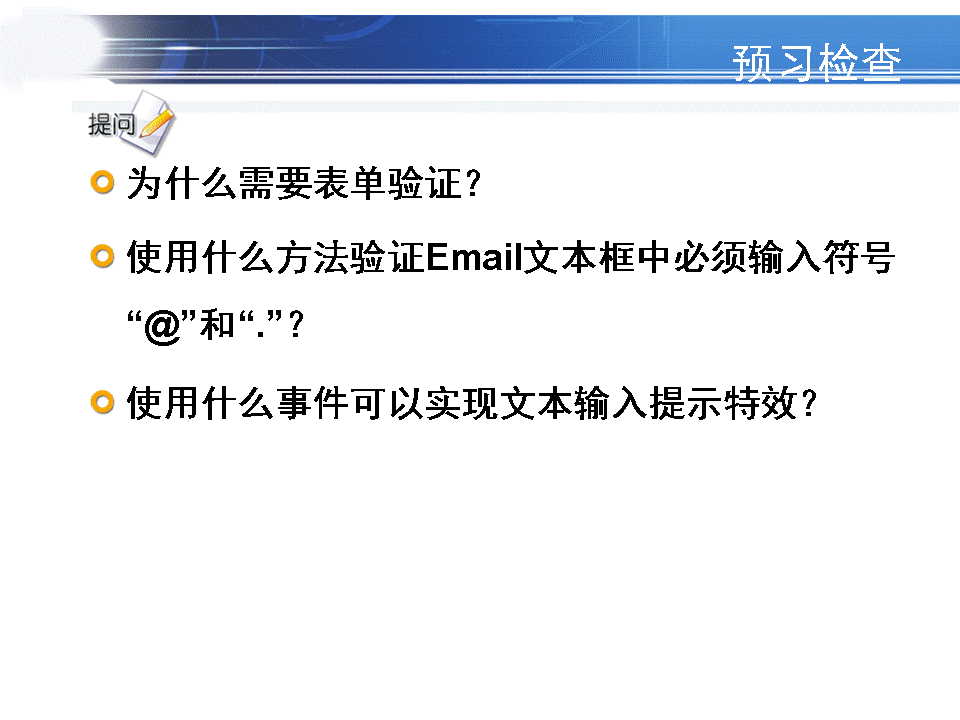 预习检查
提问
为什么需要表单验证？
使用什么方法验证Email文本框中必须输入符号
“@”和“.”？
使用什么事件可以实现文本输入提示特效？